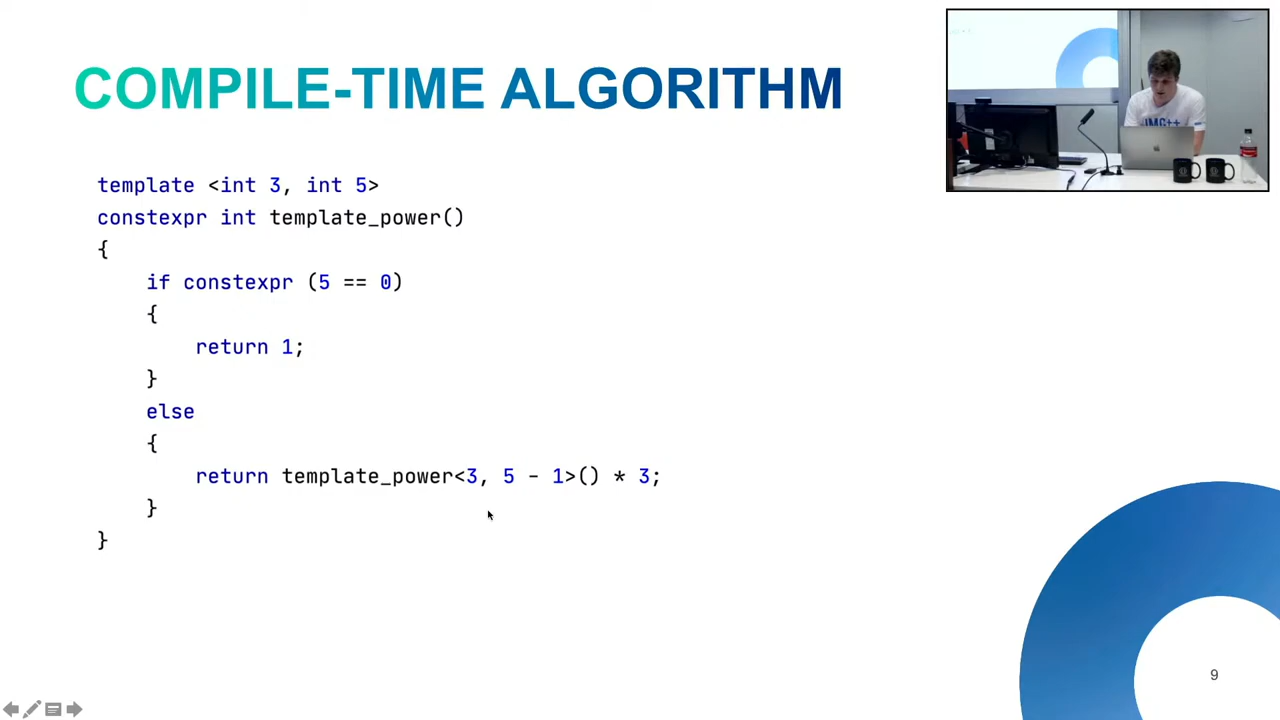 COMPILE-TIME ALGORITHM
template <int 3, int 5>
constexpr int template_power()
{
if constexpr (5 == 0)
{
return 1;
}
else
{
return template_power<3, 5 - 1>() * 3;
}
}
9